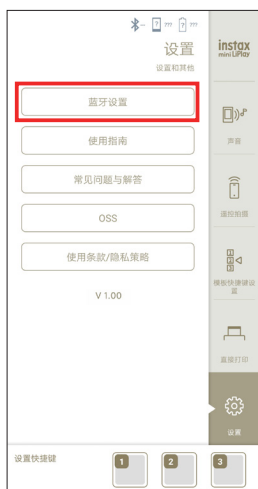 ? m ? m
设置
设置和其他
instax
mini LiPlay
蓝牙设置
使用指南
常见问题与解答
OSS
使用条款/隐私策略
V 1.00
声音
遥控拍摄
1
2
3
模板快捷键设
置
直接打印
设置
设置快捷键
1
2
3